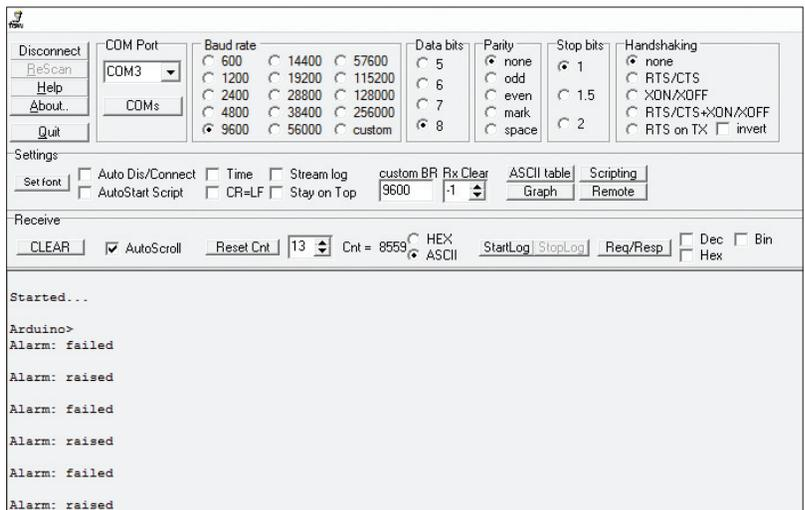 Disconnect
ReScan
Help
About..
Quit
COM Port
COM3
COMs
Baud rate
600 14400 57600
1200 19200 115200
2400 28800 128000
4800 38400 256000
9600 56000 custom
Data bits
5
6
7
8
Parity
none
odd
even
mark
space
Stop bits
1
1.5
2
Handshaking
none
RTS/CTS
XON/XOFF
RTS/CTS+XON/XOFF
RTS on TX invert
Settings
Set font
Auto Dis/Connect Time Stream log
AutoStart Script CR=LF Stay on Top
custom BR Rx Clear
9600 -1
ASCII table Scripting
Graph Remote
Receive
CLEAR AutoScroll Reset Cnt 13 Cnt = 8559
HEX
ASCII
StartLog StopLog Req/Resp
Dec Bin
Hex
Started...
Arduino>
Alarm: failed
Alarm: raised
Alarm: failed
Alarm: raised
Alarm: failed
Alarm: raised